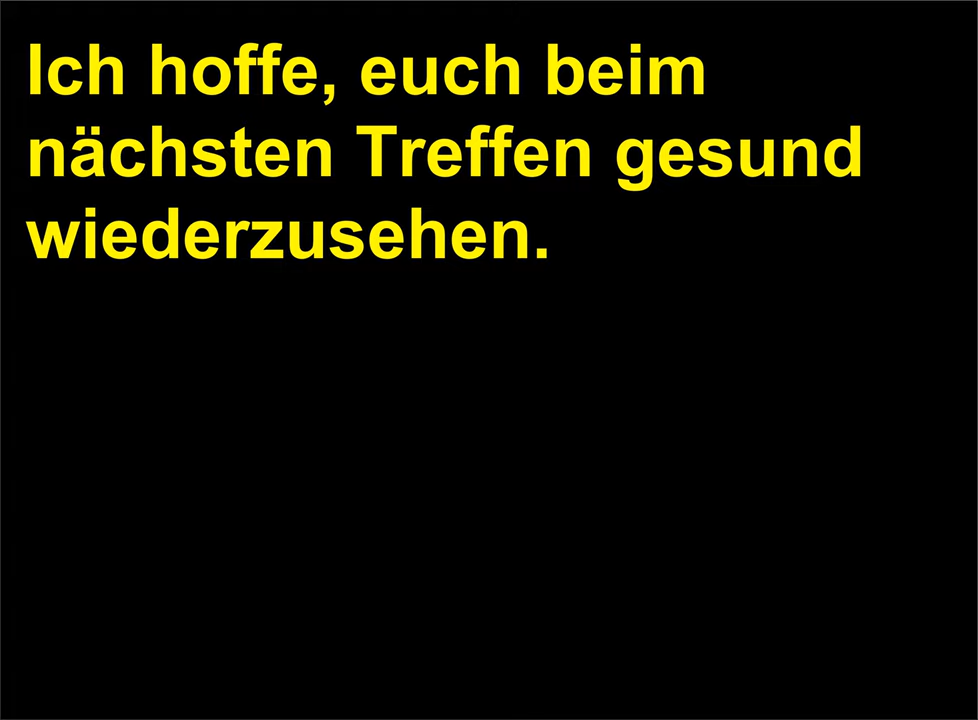 Ich hoffe, euch beim
nächsten Treffen gesund
wiederzusehen.